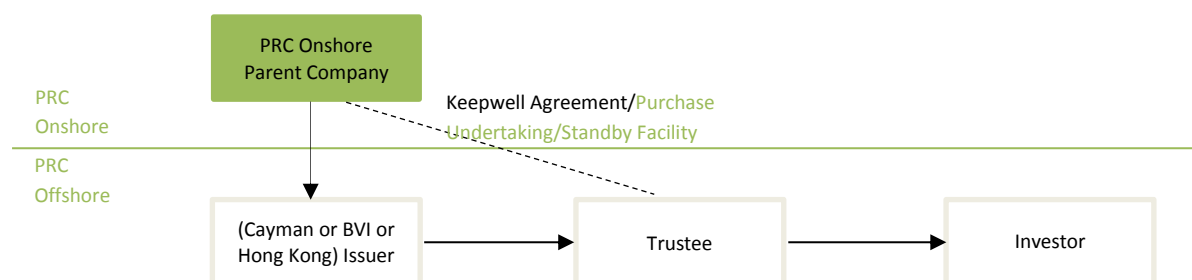 PRC Onshore
Parent Company
PRC
Onshore
Keepwell Agreement/Purchase
Undertaking/Standby Facility
PRC
Offshore
(Cayman or BVI or
Hong Kong) Issuer
Trustee
Investor